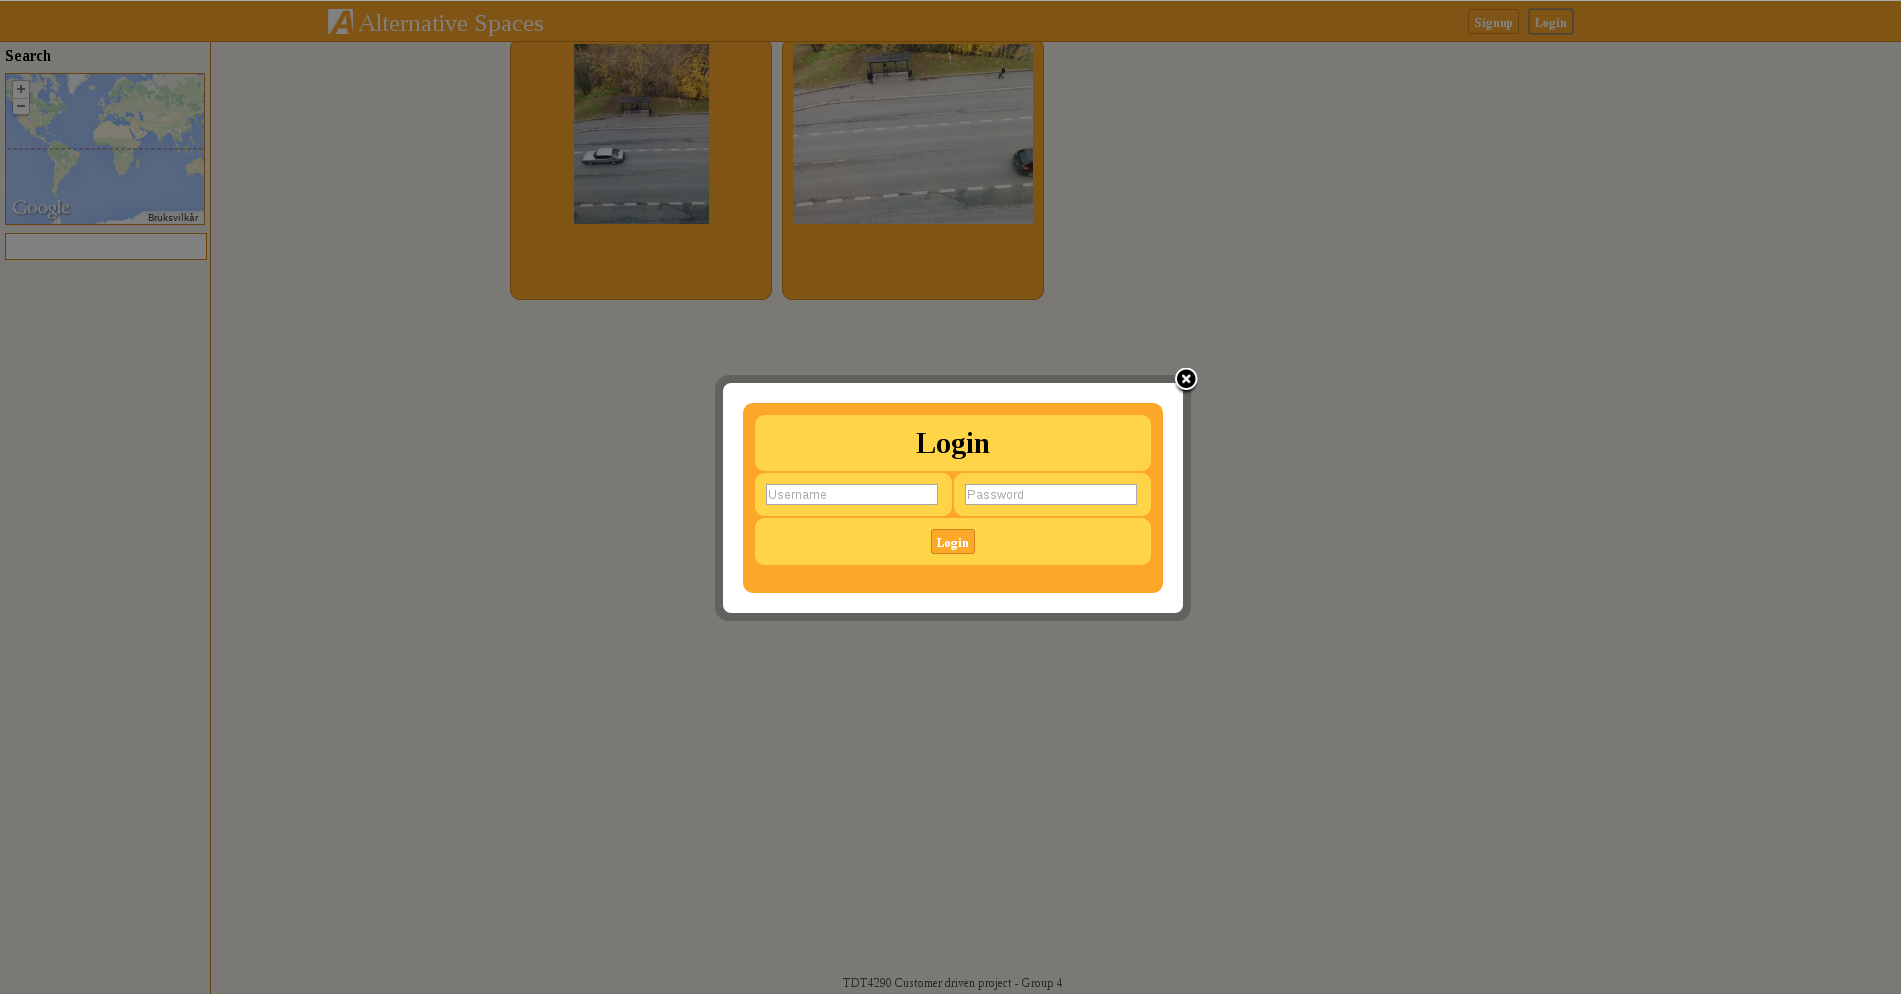 Alternative Spaces
Signup
Login
Search
+
−
Google
Bruksvilkår
Login
Username
Password
Login
TDT4290 Customer driven project - Group 4